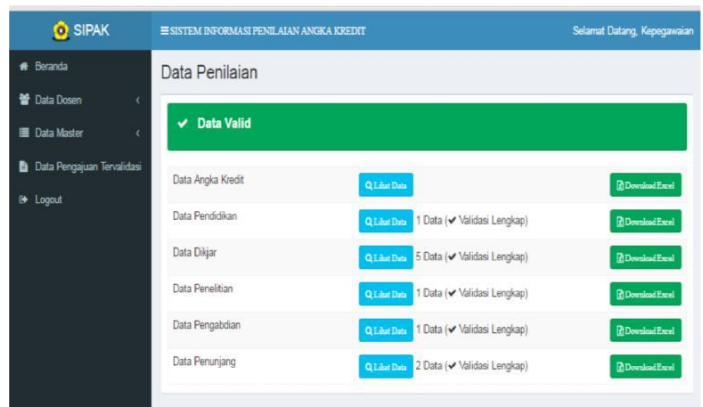 SIPAK
SISTEM INFORMASI PENILAIAN ANGKA KREDIT
Selamat Datang, Kepegawaian
Beranda
Data Dosen
Data Master
Data Pengajuan Tervalidasi
Logout
Data Penilaian
Data Valid
Data Angka Kredit Lihat Data Download Excel
Data Pendidikan Lihat Data 1 Data (✔ Validasi Lengkap) Download Excel
Data Dikjar Lihat Data 5 Data (✔ Validasi Lengkap) Download Excel
Data Penelitian Lihat Data 1 Data (✔ Validasi Lengkap) Download Excel
Data Pengabdian Lihat Data 1 Data (✔ Validasi Lengkap) Download Excel
Data Penunjang Lihat Data 2 Data (✔ Validasi Lengkap) Download Excel